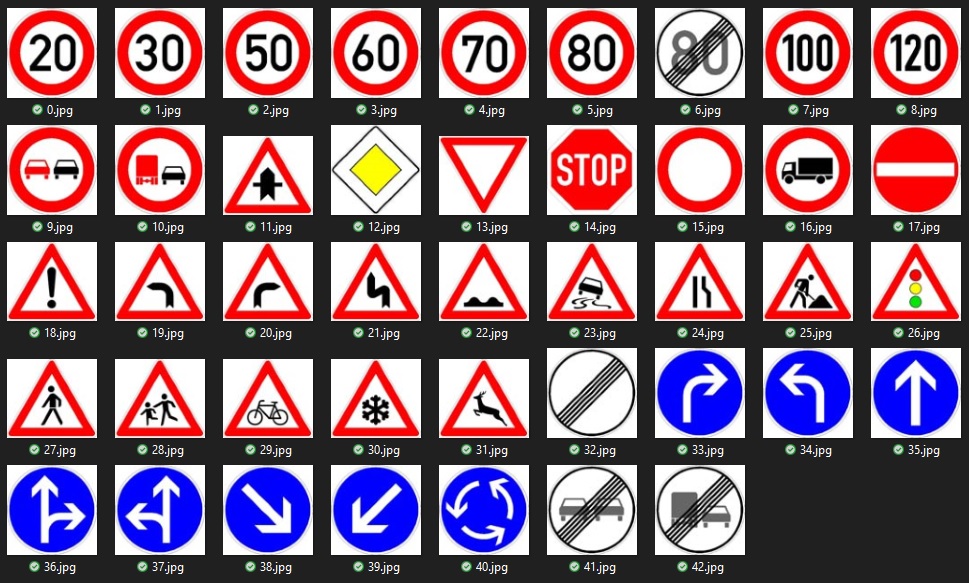 20 30 50 60 70 80 80 100 120
0.jpg 1.jpg 2.jpg 3.jpg 4.jpg 5.jpg 6.jpg 7.jpg 8.jpg
STOP
9.jpg 10.jpg 11.jpg 12.jpg 13.jpg 14.jpg 15.jpg 16.jpg 17.jpg
18.jpg 19.jpg 20.jpg 21.jpg 22.jpg 23.jpg 24.jpg 25.jpg 26.jpg
27.jpg 28.jpg 29.jpg 30.jpg 31.jpg 32.jpg 33.jpg 34.jpg 35.jpg
36.jpg 37.jpg 38.jpg 39.jpg 40.jpg 41.jpg 42.jpg